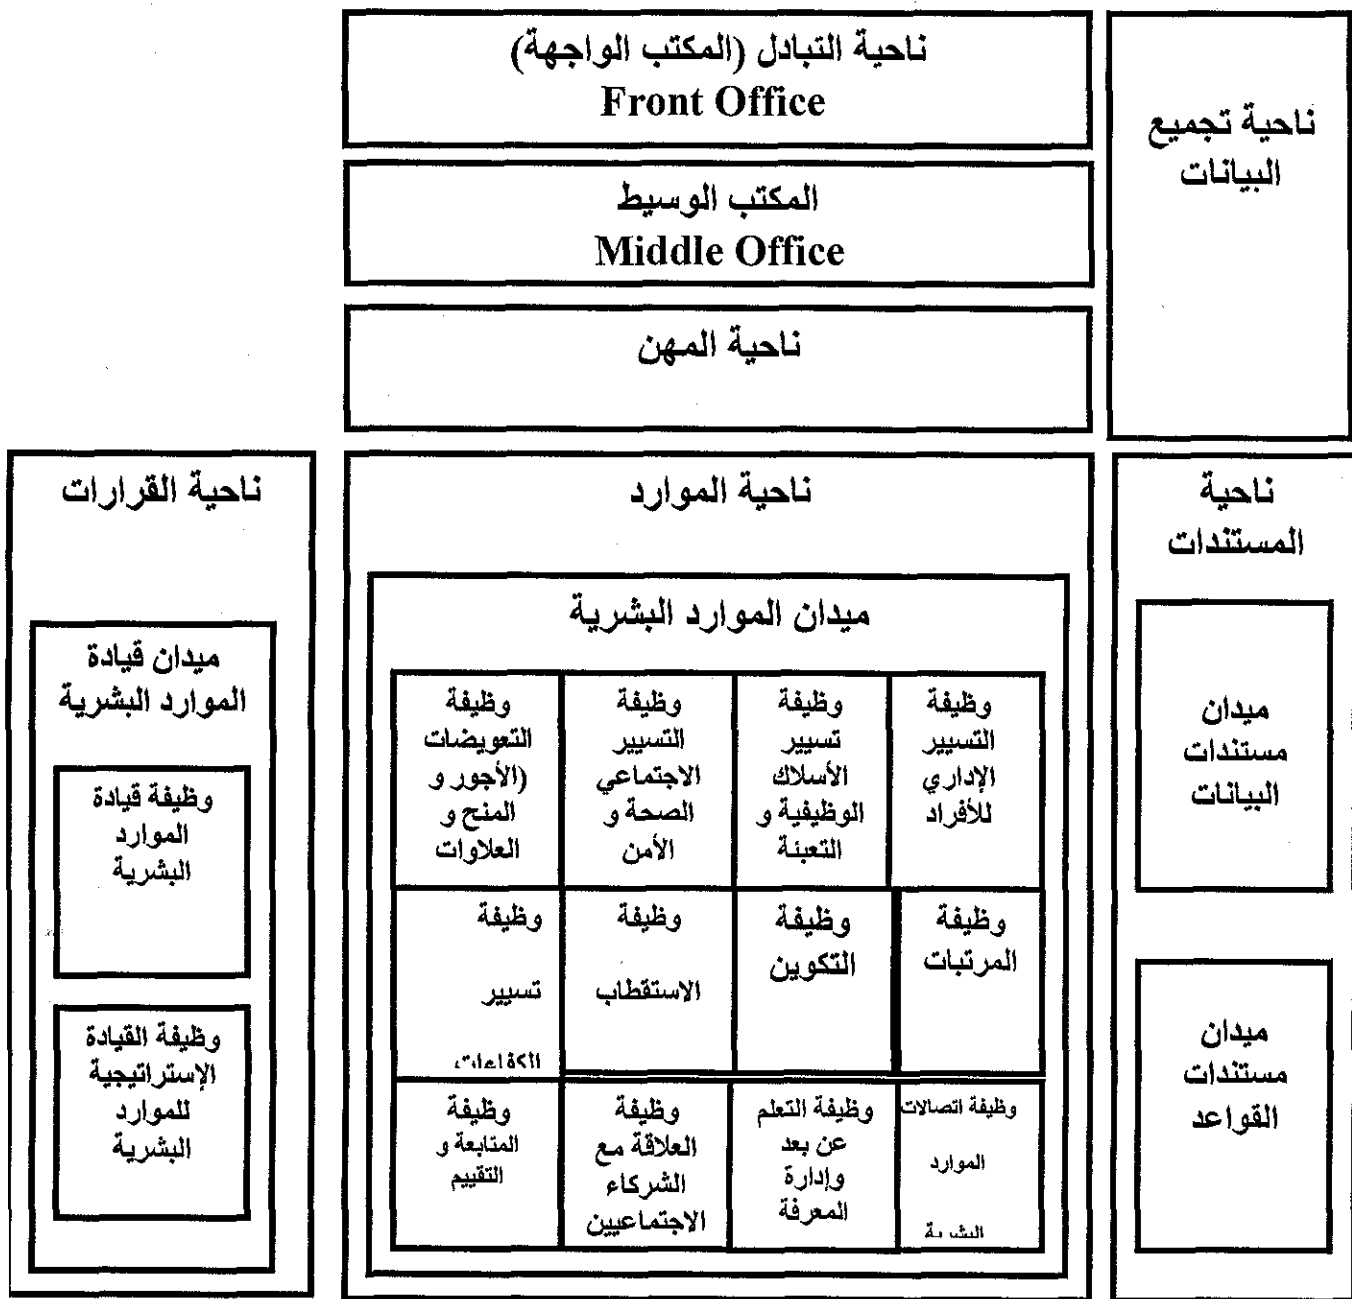 ناحية التبادل (المكتب الواجهة)
Front Office
ناحية تجميع
البيانات
المكتب الوسيط
Middle Office
ناحية المهن
ناحية
المستندات
ميدان
مستندات
البيانات
ميدان
مستندات
القواعد
ناحية الموارد
ميدان الموارد البشرية
وظيفة
التسيير
الإداري
للأفراد
وظيفة
تسيير
الأسلاك
الوظيفية و
التعبئة
وظيفة
التسيير
الاجتماعي
الصحة و
الأمن
وظيفة
التعويضات
(الأجور و
المنح و
العلاوات
وظيفة
المرتبات
وظيفة
التكوين
وظيفة
الاستقطاب
وظيفة
تسيير
الكفاءات
وظيفة اتصالات
الموارد
البشرية
وظيفة التعلم
عن بعد
وإدارة
المعرفة
وظيفة
العلاقة مع
الشركاء
الاجتماعيين
وظيفة
المتابعة و
التقييم
ناحية القرارات
ميدان قيادة
الموارد البشرية
وظيفة قيادة
الموارد
البشرية
وظيفة القيادة
الإستراتيجية
للموارد
البشرية